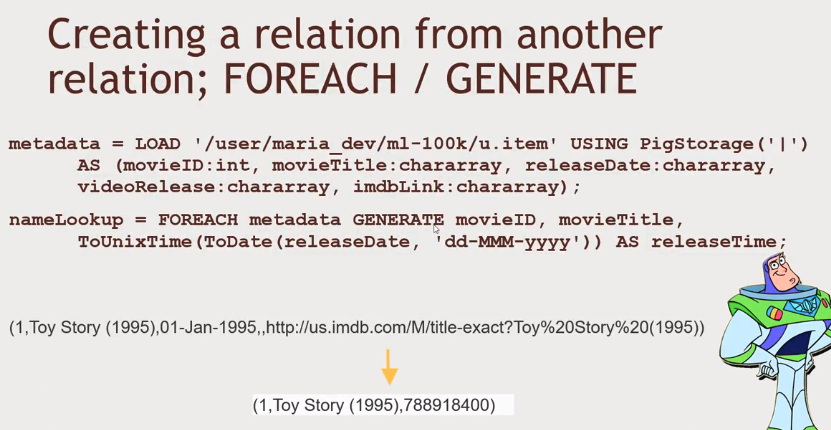 Creating a relation from another
relation; FOREACH / GENERATE
metadata = LOAD '/user/maria_dev/ml-100k/u.item' USING PigStorage('|')
AS (movieID:int, movieTitle:chararray, releaseDate:chararray,
videoRelease:chararray, imdbLink:chararray);
nameLookup = FOREACH metadata GENERATE movieID, movieTitle,
ToUnixTime(ToDate(releaseDate, 'dd-MMM-yyyy')) AS releaseTime;
(1,Toy Story (1995),01-Jan-1995,,http://us.imdb.com/M/title-exact?Toy%20Story%20(1995))
(1,Toy Story (1995),788918400)